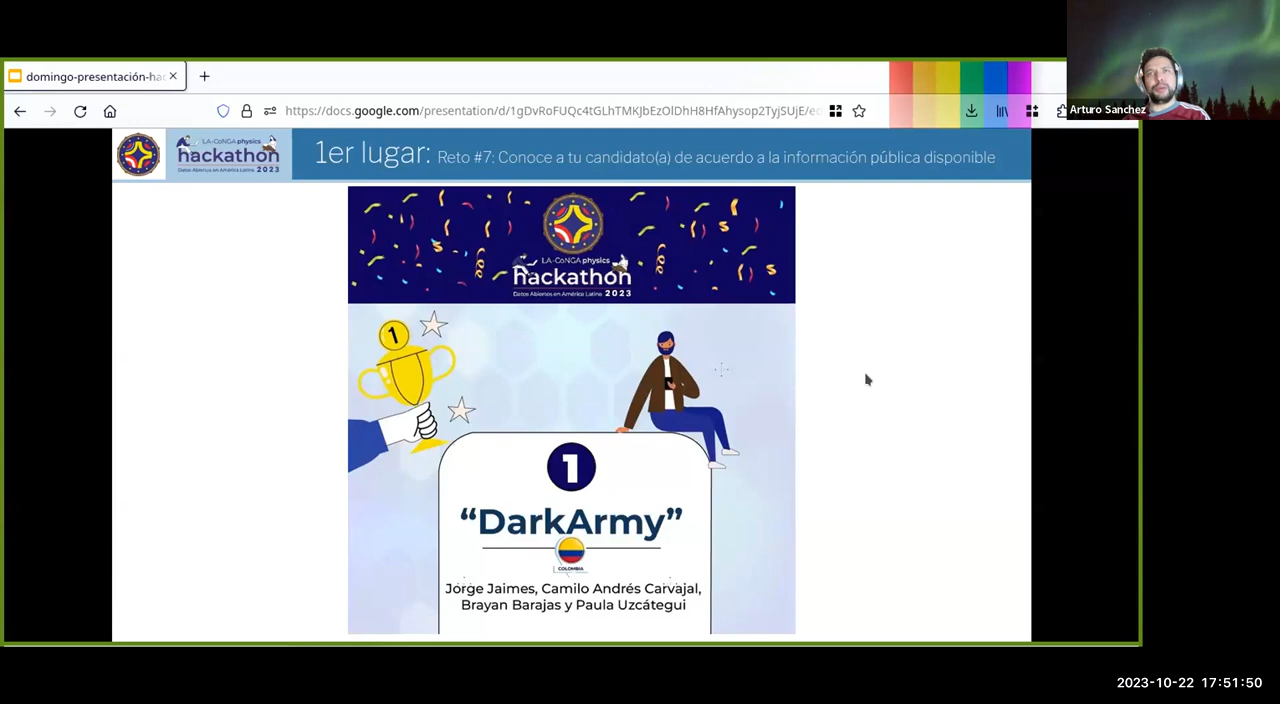 domingo-presentación-hac
Arturo Sanchez
https://docs.google.com/presentation/d/1gDvRoFUQc4tGLhTMKJbEzOlDhH8HfAhysop2TyjSUjE/ed
LA-CoNGA physics
hackathon
Datos Abiertos en América Latina 2023
1er lugar: Reto #7: Conoce a tu candidato(a) de acuerdo a la información pública disponible
LA-CoNGA physics
hackathon
Datos Abiertos en América Latina 2023
1
1
“DarkArmy”
COLOMBIA
Jorge Jaimes, Camilo Andrés Carvajal,
Brayan Barajas y Paula Uzcátegui
2023-10-22 17:51:50